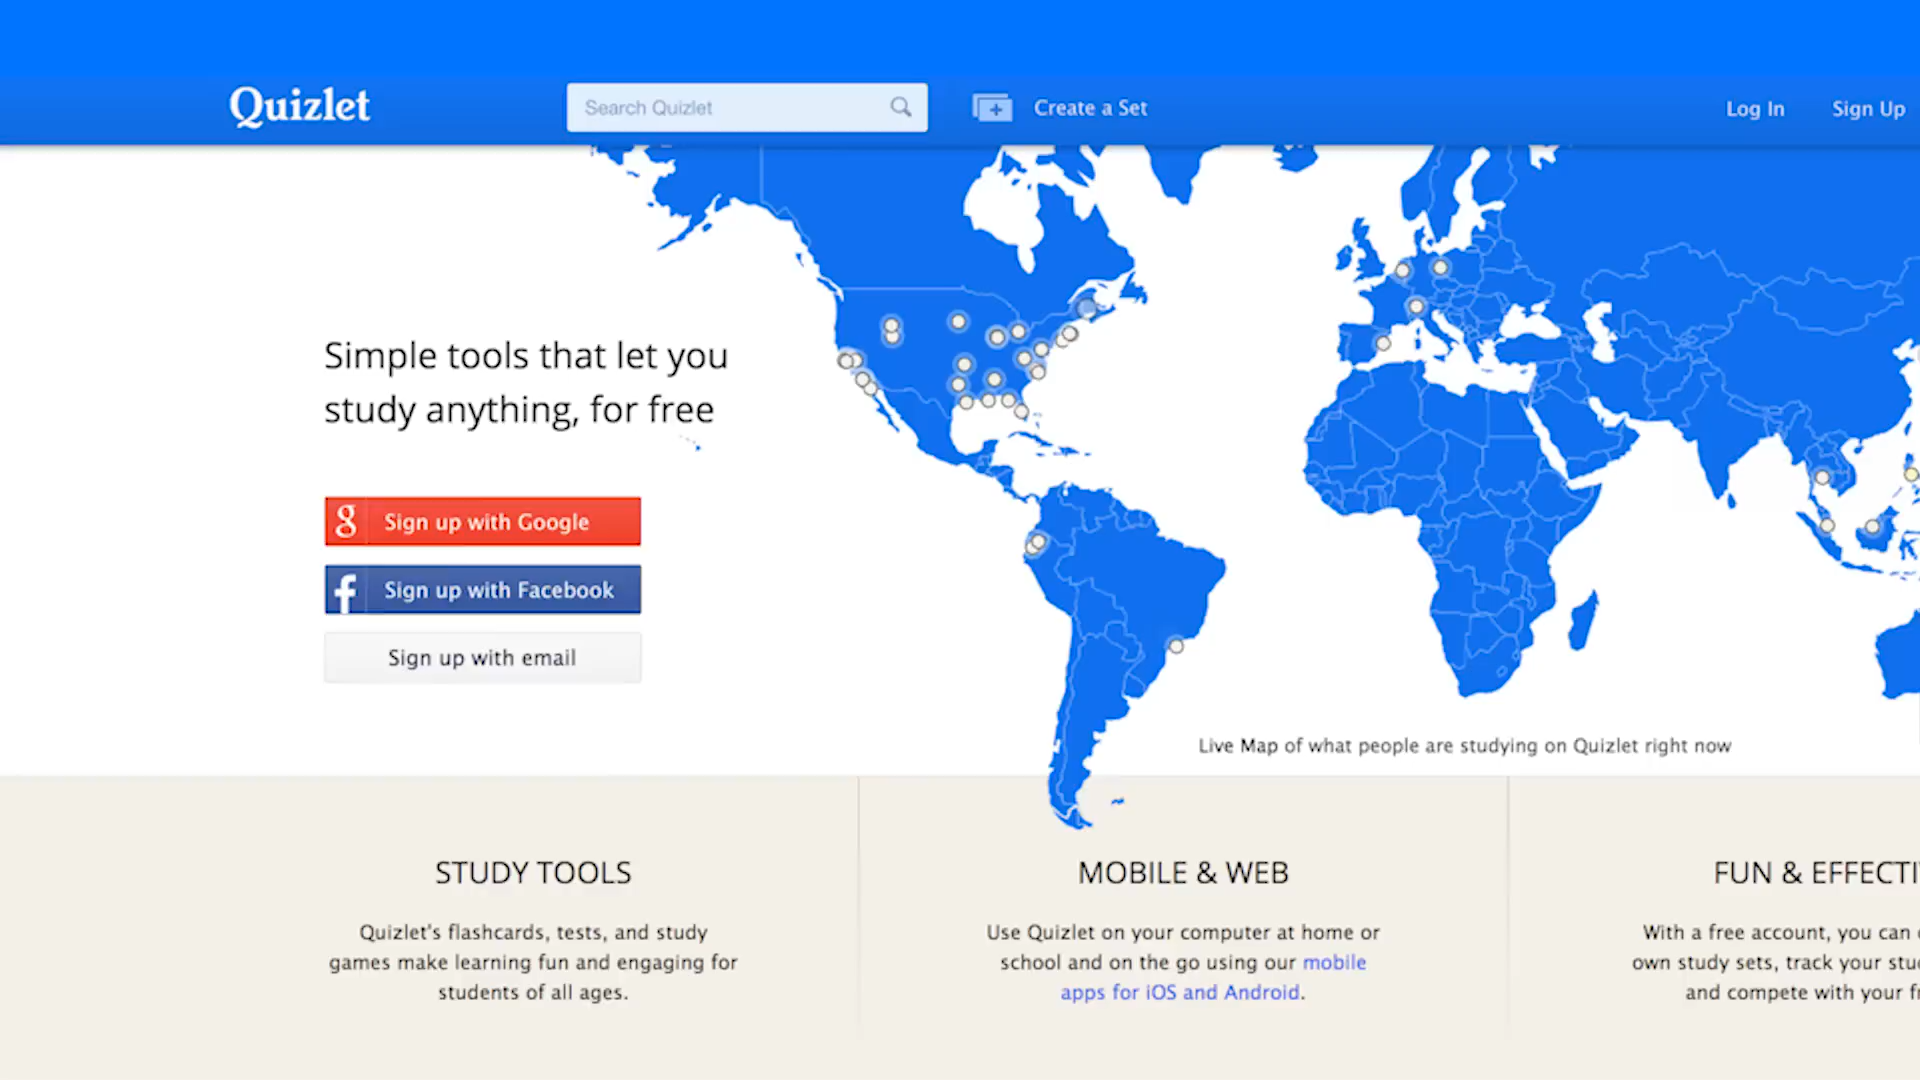 Quizlet
Search Quizlet
Create a Set
Log In
Sign Up
Simple tools that let you
study anything, for free
g Sign up with Google
f Sign up with Facebook
Sign up with email
Live Map of what people are studying on Quizlet right now
STUDY TOOLS
Quizlet's flashcards, tests, and study
games make learning fun and engaging for
students of all ages.
MOBILE & WEB
Use Quizlet on your computer at home or
school and on the go using our mobile
apps for iOS and Android.
FUN & EFFECTI
With a free account, you can
own study sets, track your stu
and compete with your f